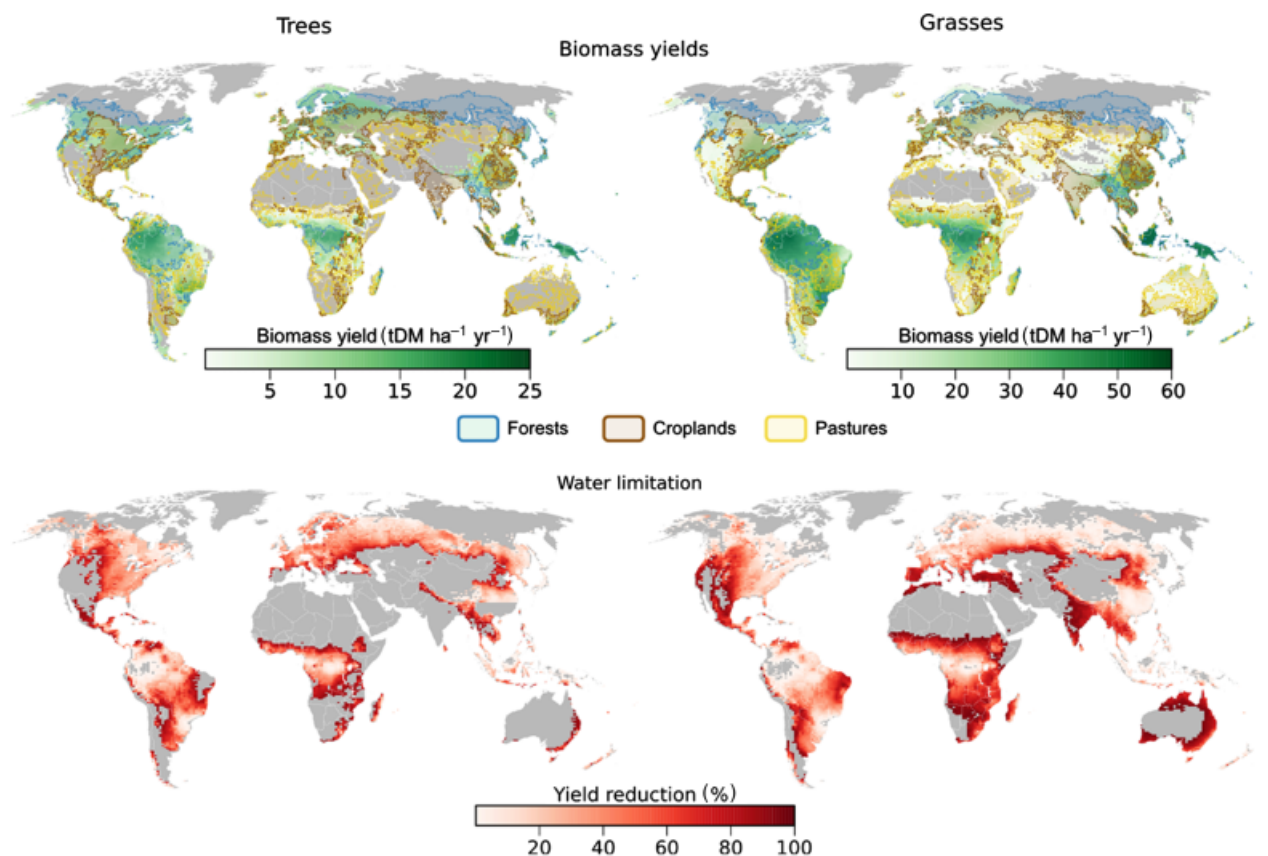 Trees
Grasses
Biomass yields
Biomass yield (tDM ha⁻¹ yr⁻¹)
5 10 15 20 25
Biomass yield (tDM ha⁻¹ yr⁻¹)
10 20 30 40 50 60
Forests
Croplands
Pastures
Water limitation
Yield reduction (%)
20 40 60 80 100